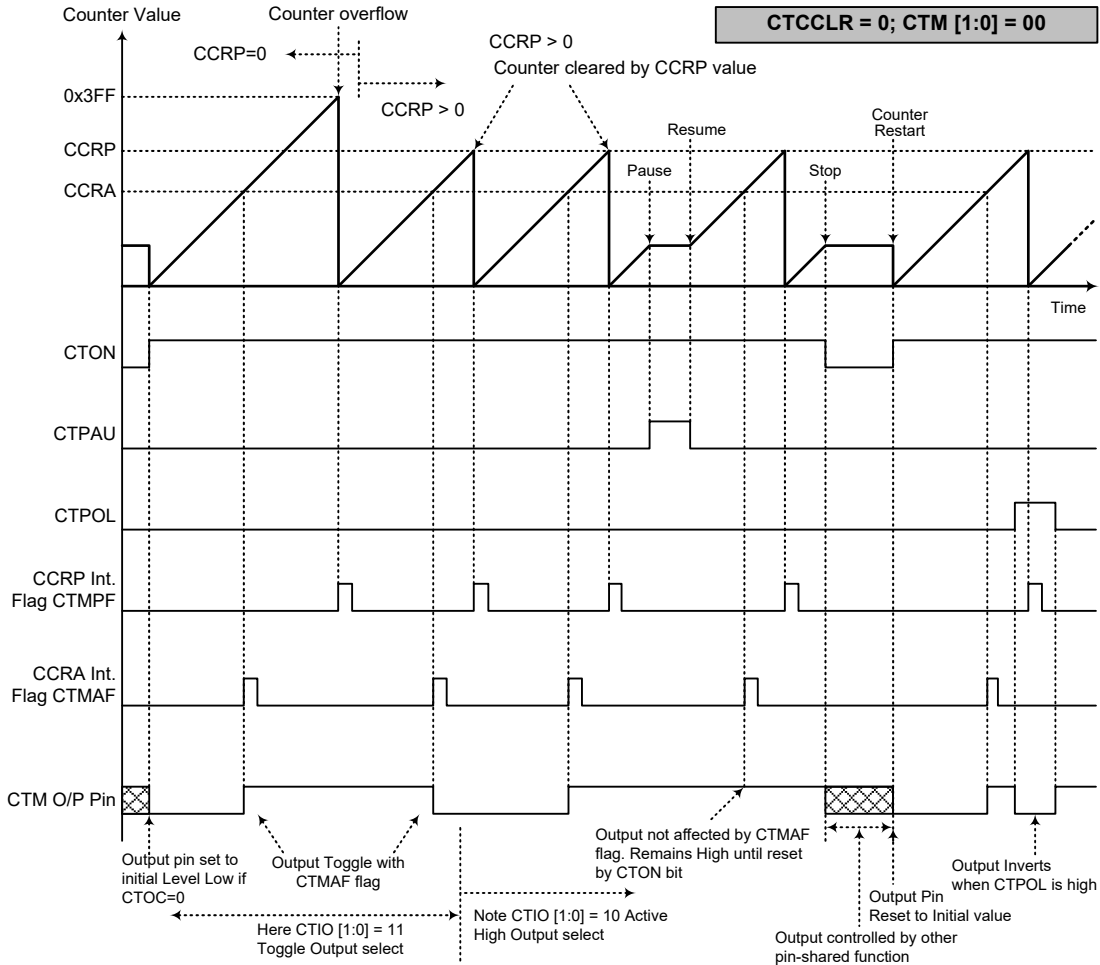 Counter Value
Counter overflow
CTCCLR = 0; CTM [1:0] = 00
CCRP=0
CCRP > 0
CCRP > 0
Counter cleared by CCRP value
0x3FF
CCRP
CCRA
Pause
Resume
Stop
Counter
Restart
Time
CTON
CTPAU
CTPOL
CCRP Int.
Flag CTMPF
CCRA Int.
Flag CTMAF
CTM O/P Pin
Output pin set to
initial Level Low if
CTOC=0
Output Toggle with
CTMAF flag
Here CTIO [1:0] = 11
Toggle Output select
Note CTIO [1:0] = 10 Active
High Output select
Output not affected by CTMAF
flag. Remains High until reset
by CTON bit
Output controlled by other
pin-shared function
Output Pin
Reset to Initial value
Output Inverts
when CTPOL is high